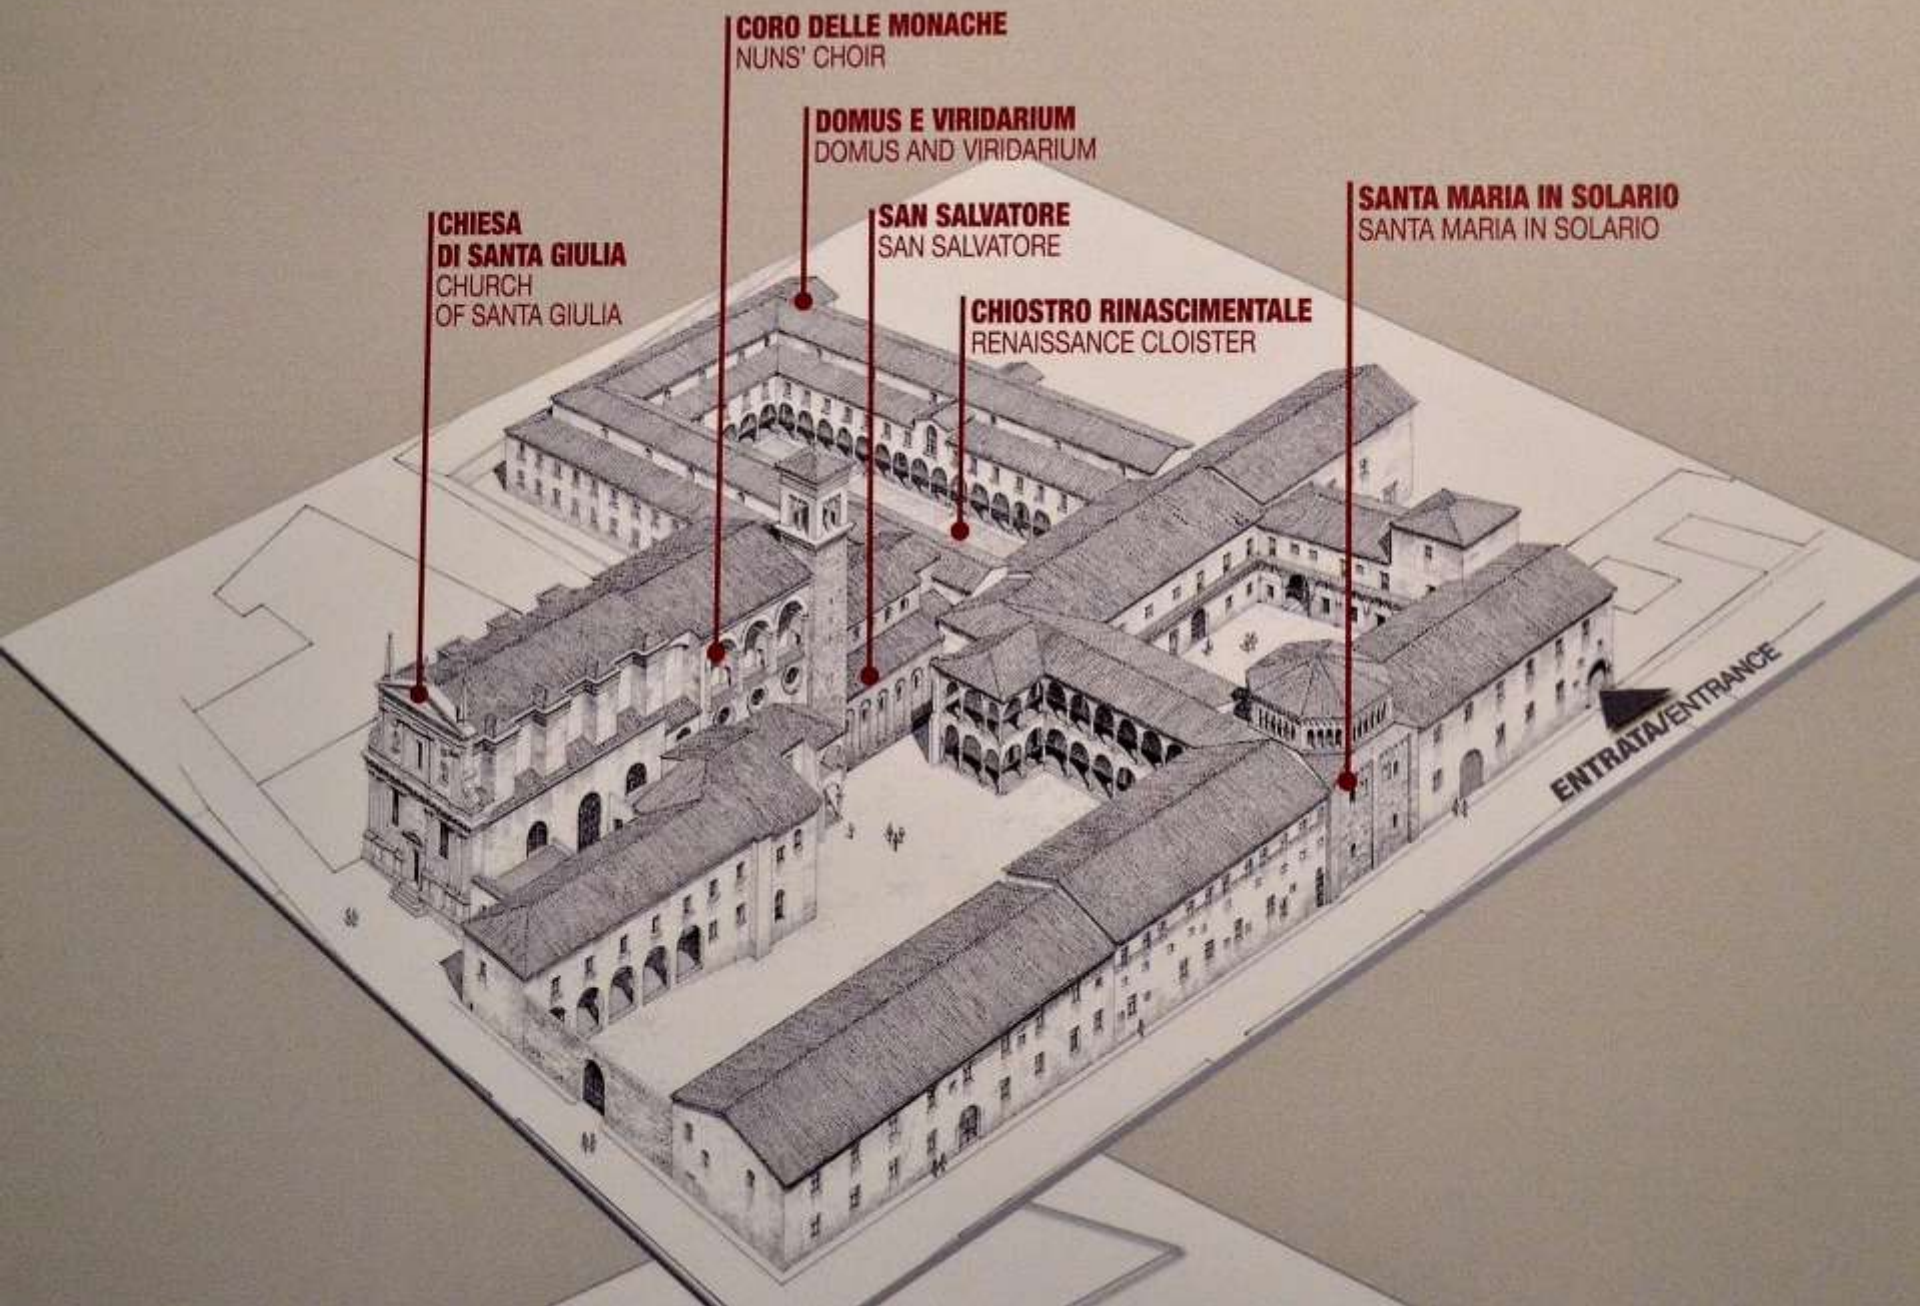 CORO DELLE MONACHE
NUNS' CHOIR
DOMUS E VIRIDARIUM
DOMUS AND VIRIDARIUM
CHIESA
DI SANTA GIULIA
CHURCH
OF SANTA GIULIA
SAN SALVATORE
SAN SALVATORE
SANTA MARIA IN SOLARIO
SANTA MARIA IN SOLARIO
CHIOSTRO RINASCIMENTALE
RENAISSANCE CLOISTER
ENTRATA/ENTRANCE